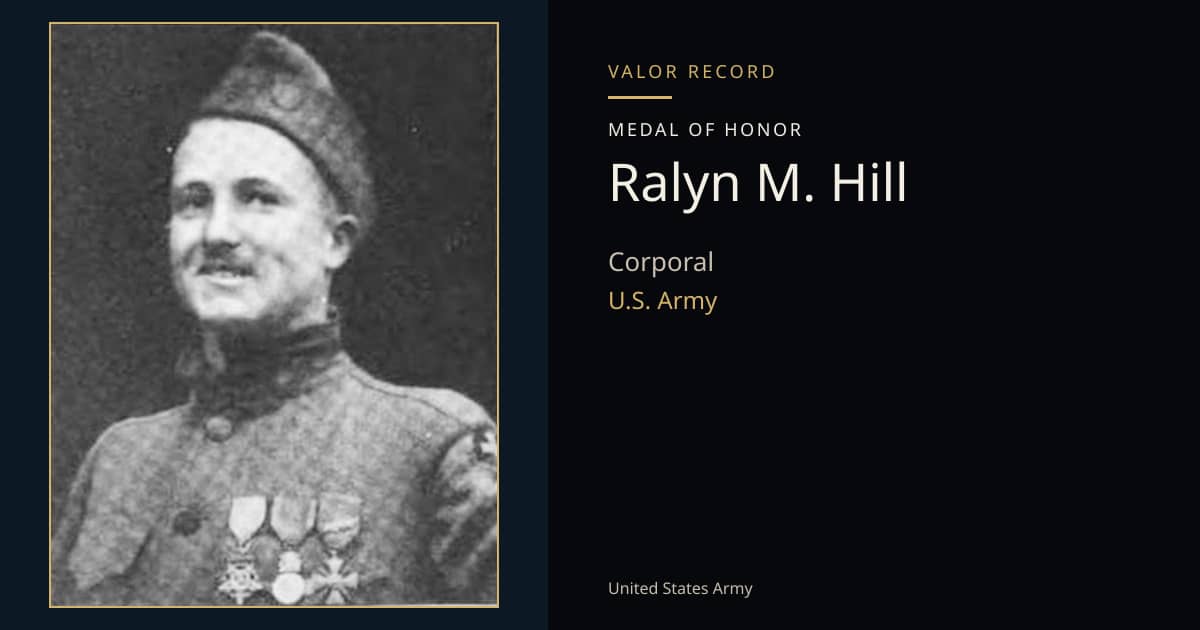 VALOR RECORD
MEDAL OF HONOR
Ralyn M. Hill
Corporal
U.S. Army
United States Army